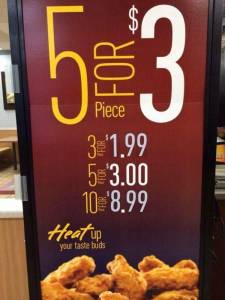 5 FOR $3
Piece
3 FOR $1.99
5 FOR $3.00
10 FOR $8.99
Heat up
your taste buds